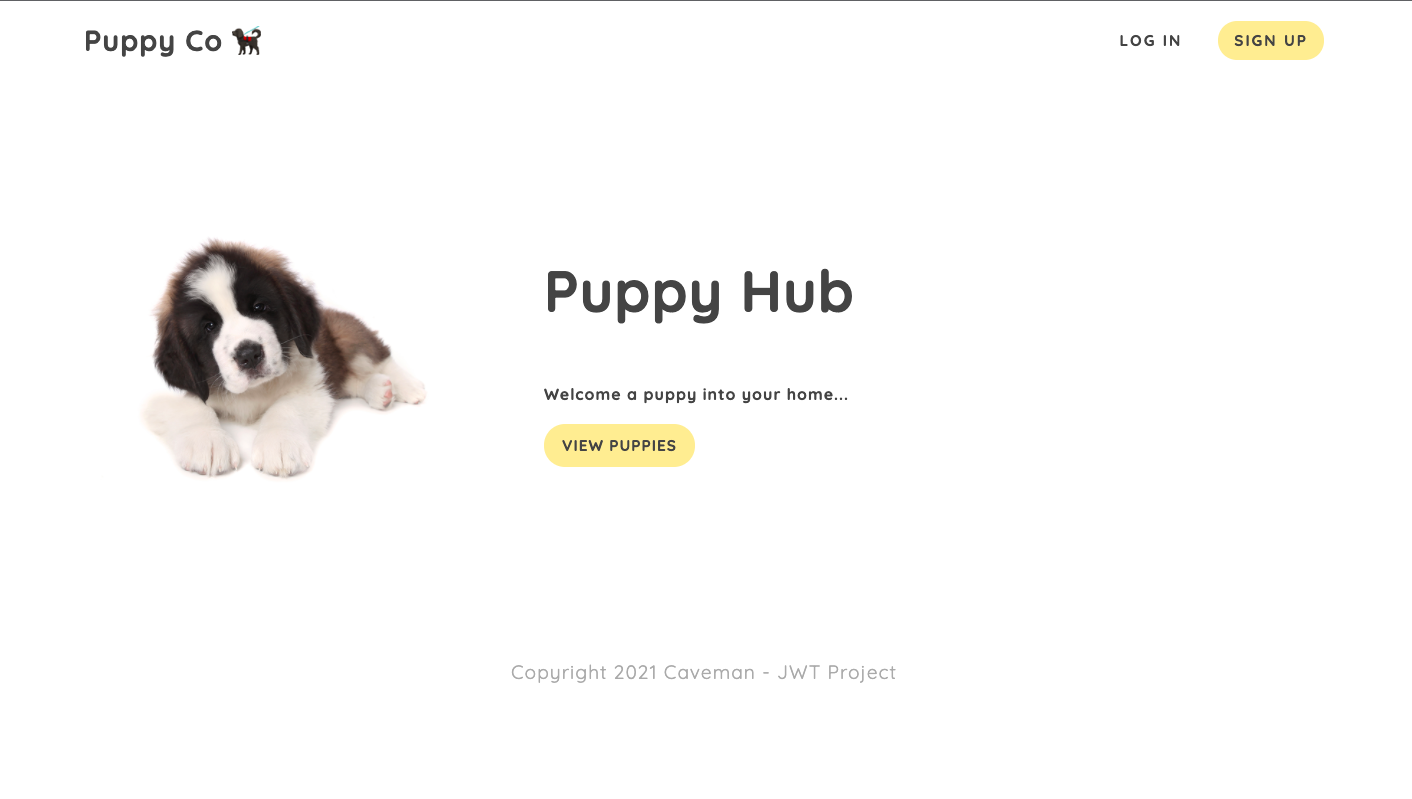 Puppy Co
LOG IN
SIGN UP
Puppy Hub
Welcome a puppy into your home...
VIEW PUPPIES
Copyright 2021 Caveman - JWT Project